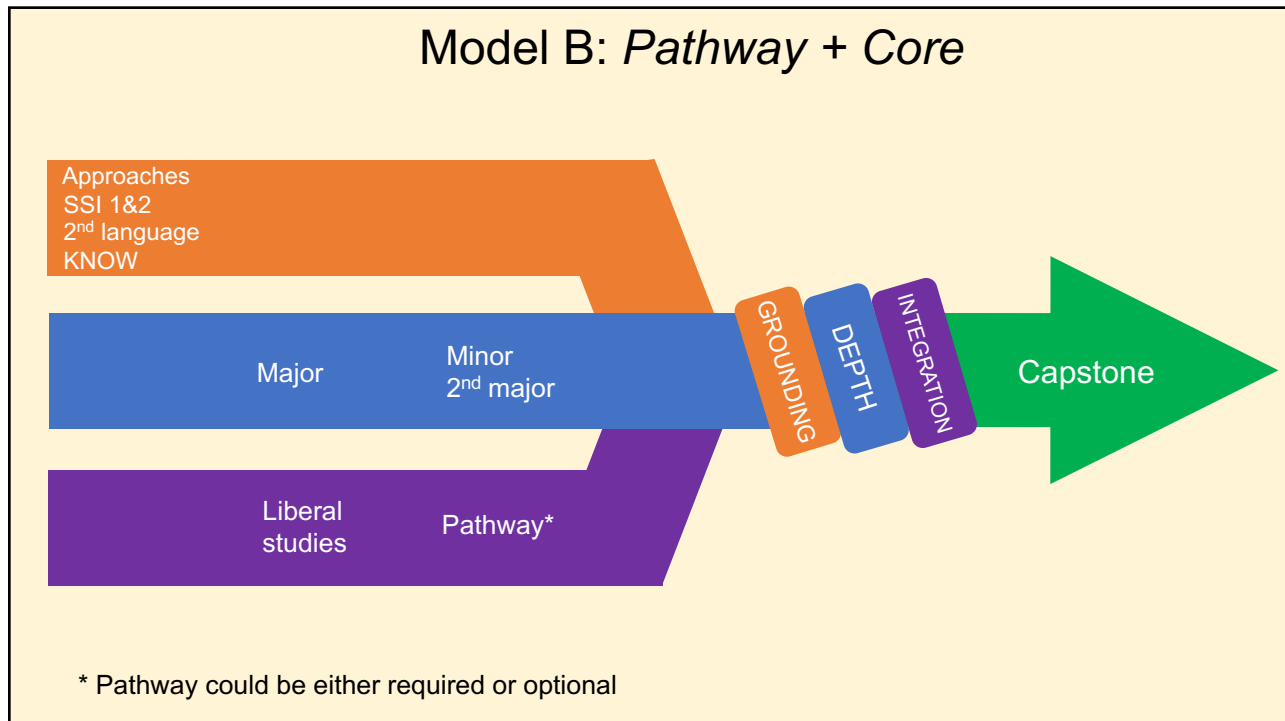 Model B: Pathway + Core
Approaches
SSI 1&2
2nd language
KNOW
Major
Minor
2nd major
Liberal
studies
Pathway*
GROUNDING
DEPTH
INTEGRATION
Capstone
* Pathway could be either required or optional